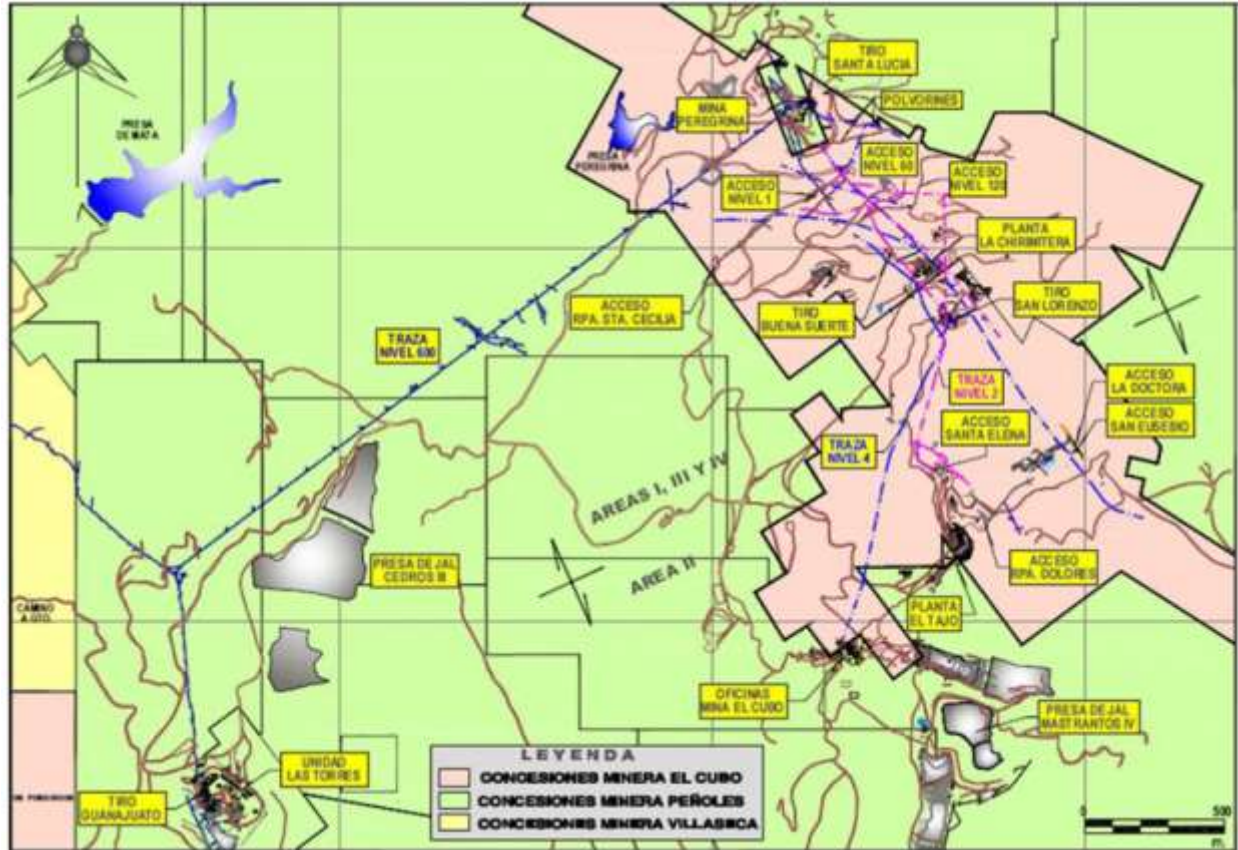 TIRO
SANTA LUCIA
PRESA
DE MATA
MINA
PEREGRINA
POLVORINES
PRESA
PEREGRINA
ACCESO
NIVEL 60
ACCESO
NIVEL 120
ACCESO
NIVEL 1
PLANTA
LA CHIRIMITERA
ACCESO
RPA. STA. CECILIA
TIRO
BUENA SUERTE
TIRO
SAN LORENZO
TRAZA
NIVEL 600
TRAZA
NIVEL 2
ACCESO
LA DOCTORA
ACCESO
SANTA ELENA
ACCESO
SAN EUSEBIO
TRAZA
NIVEL 4
AREAS I, III Y IV
AREA II
PRESA DE JAL
CEDROS III
ACCESO
RPA. DOLORES
PLANTA
EL TAJO
CAMINO
A GTO.
OFICINAS
MINA EL CUBO
PRESA DE JAL
MASTRANTOS IV
UNIDAD
LAS TORRES
TIRO
GUANAJUATO
LEYENDA
CONCESIONES MINERA EL CUBO
CONCESIONES MINERA PEÑOLES
CONCESIONES MINERA VILLASECA
0 500
m.